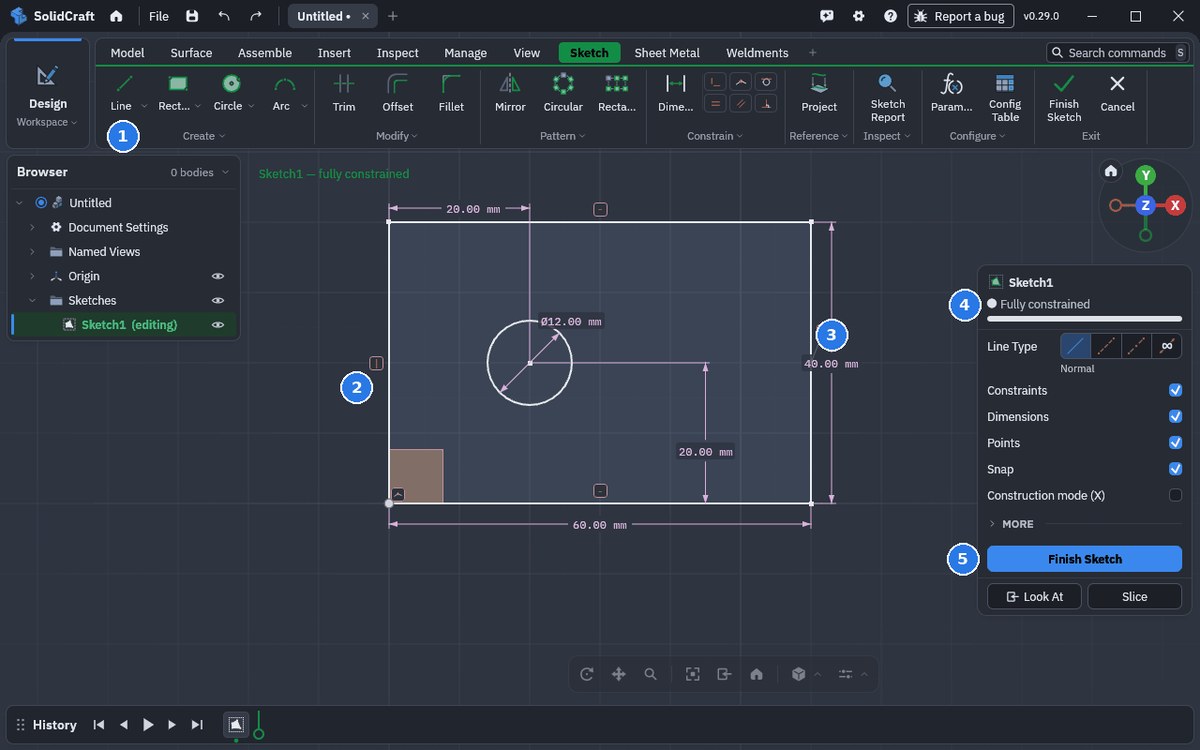 SolidCraft File Untitled • × + Report a bug v0.29.0
Model Surface Assemble Insert Inspect Manage View Sketch Sheet Metal Weldments + Search commands S
Design
Workspace
Line Rect... Circle Arc Trim Offset Fillet Mirror Circular Recta... Dime... Project Sketch Report Param... Config Table Finish Sketch Cancel
Create Modify Pattern Constrain Reference Inspect Configure Exit
1
Browser 0 bodies
Untitled
Document Settings
Named Views
Origin
Sketches
Sketch1 (editing)
Sketch1 — fully constrained
20.00 mm
Ø12.00 mm
2
3
40.00 mm
20.00 mm
60.00 mm
Y
Z X
Sketch1
4
Fully constrained
Line Type
Normal
Constraints
Dimensions
Points
Snap
Construction mode (X)
MORE
5
Finish Sketch
Look At Slice
History